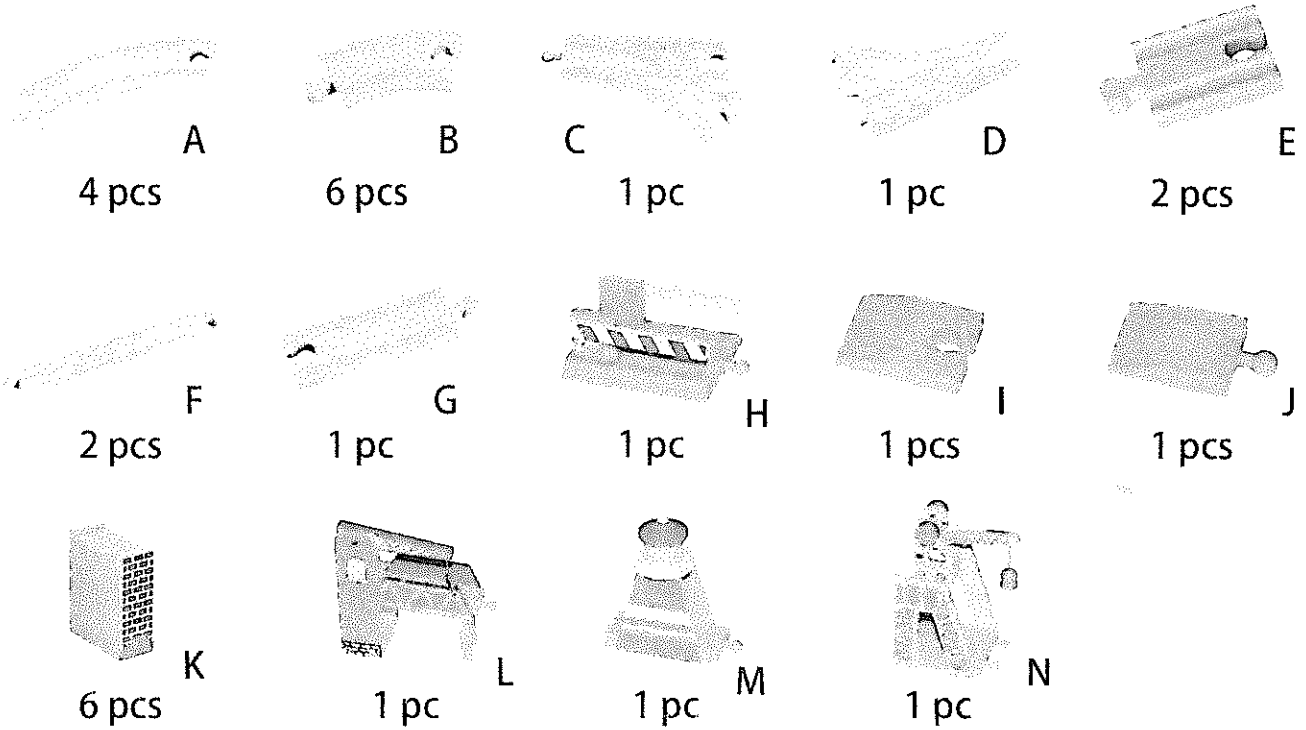 A B C D E
4 pcs 6 pcs 1 pc 1 pc 2 pcs
F G H I J
2 pcs 1 pc 1 pc 1 pcs 1 pcs
K L M N
6 pcs 1 pc 1 pc 1 pc